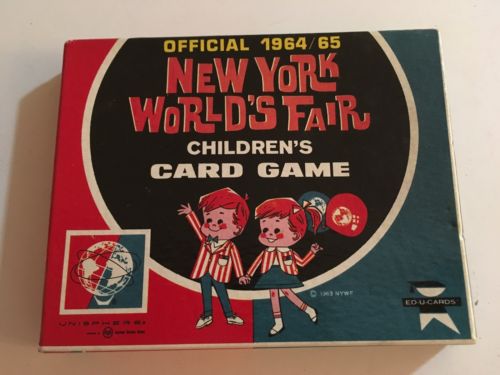 OFFICIAL 1964/65
NEW YORK
WORLD'S FAIR
CHILDREN'S
CARD GAME
© 1963 NYWF
ED-U-CARDS
UNISPHERE